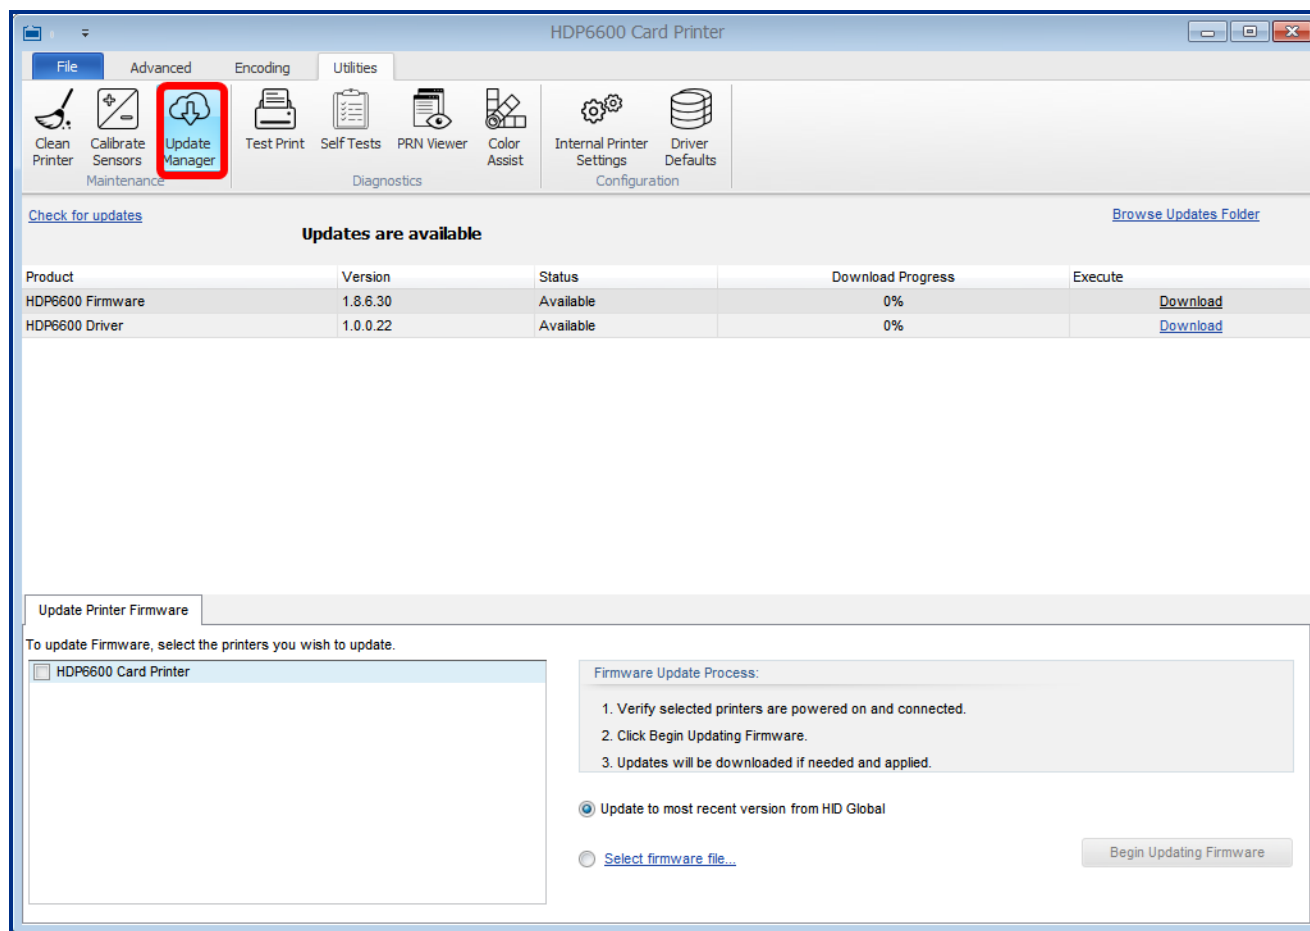 HDP6600 Card Printer
File Advanced Encoding Utilities
Clean Printer
Calibrate Sensors
Update Manager
Test Print
Self Tests
PRN Viewer
Color Assist
Internal Printer Settings
Driver Defaults
Maintenance Diagnostics Configuration
Check for updates
Browse Updates Folder
Updates are available
Product Version Status Download Progress Execute
HDP6600 Firmware 1.8.6.30 Available 0% Download
HDP6600 Driver 1.0.0.22 Available 0% Download
Update Printer Firmware
To update Firmware, select the printers you wish to update.
HDP6600 Card Printer
Firmware Update Process:
1. Verify selected printers are powered on and connected.
2. Click Begin Updating Firmware.
3. Updates will be downloaded if needed and applied.
Update to most recent version from HID Global
Select firmware file...
Begin Updating Firmware